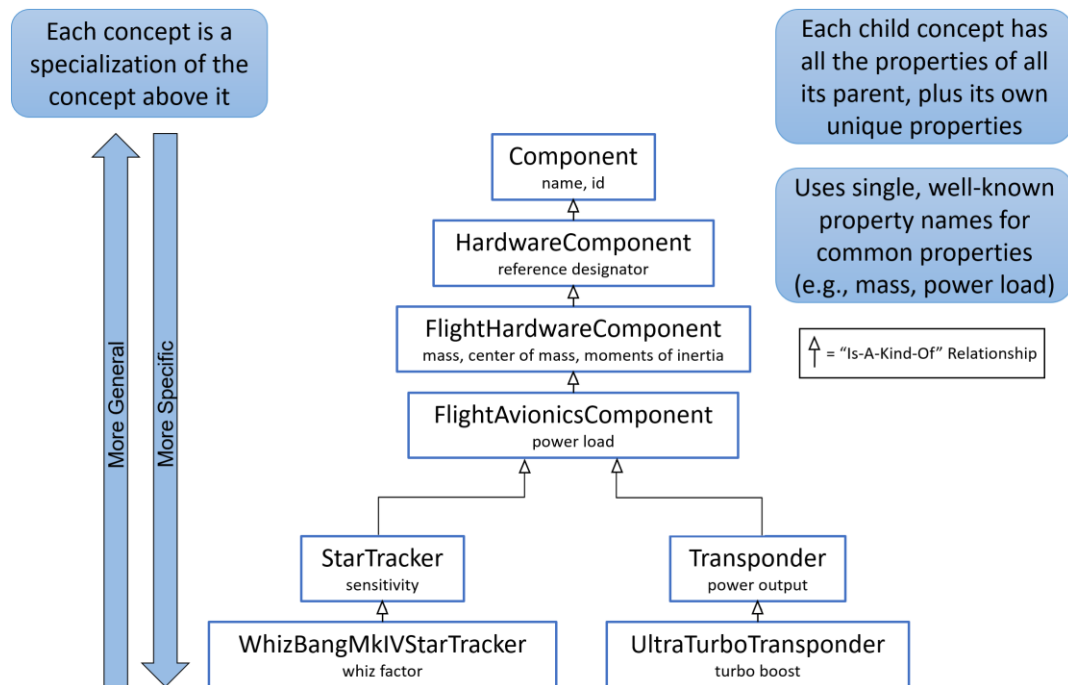 Each concept is a
specialization of the
concept above it
Each child concept has
all the properties of all
its parent, plus its own
unique properties
Uses single, well-known
property names for
common properties
(e.g., mass, power load)
= “Is-A-Kind-Of” Relationship
More General
More Specific
Component
name, id
HardwareComponent
reference designator
FlightHardwareComponent
mass, center of mass, moments of inertia
FlightAvionicsComponent
power load
StarTracker
sensitivity
Transponder
power output
WhizBangMkIVStarTracker
whiz factor
UltraTurboTransponder
turbo boost